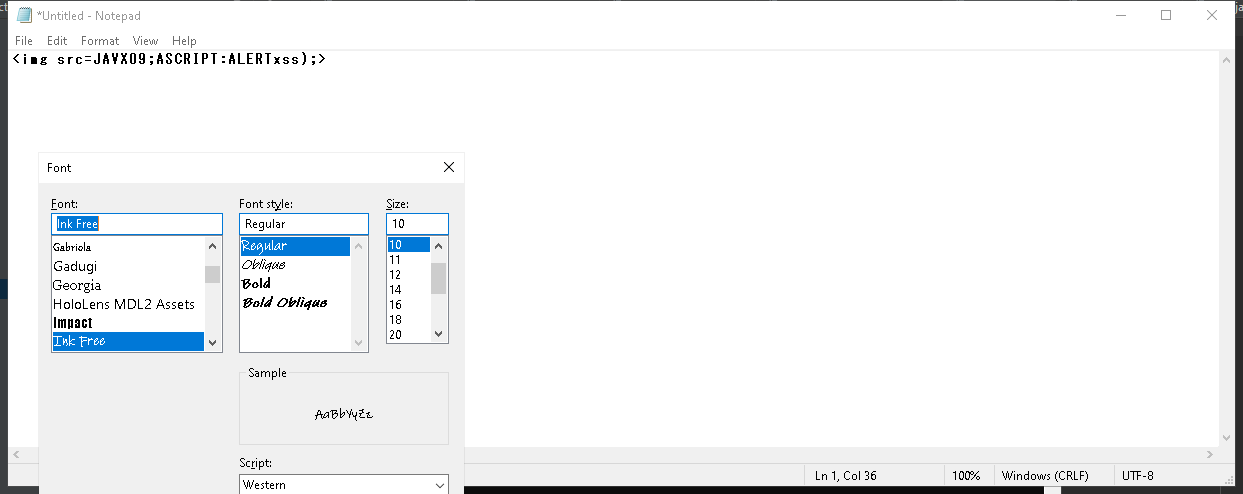 *Untitled - Notepad
File Edit Format View Help
<img src=JAVX09;ASCRIPT:ALERTxss);>
Font
Font: Font style: Size:
Ink Free Regular 10
Gabriola Regular 10
Gadugi Oblique 11
Georgia Bold 12
HoloLens MDL2 Assets Bold Oblique 14
Impact 16
Ink Free 18
20
Sample
AaBbYyZz
Script:
Western
Ln 1, Col 36 100% Windows (CRLF) UTF-8